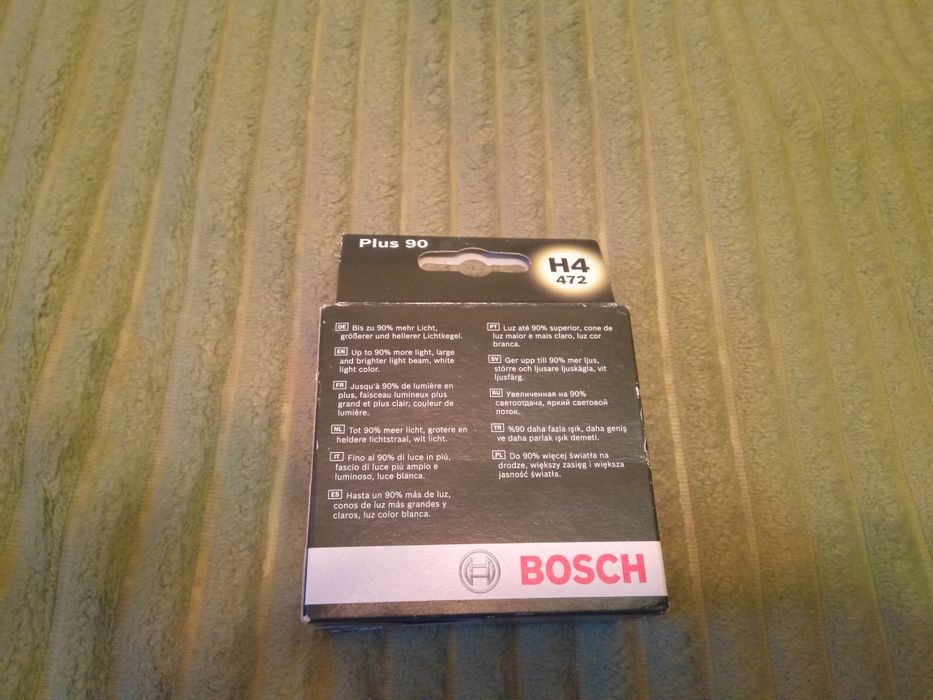 Plus 90
H4
472
DE Bis zu 90% mehr Licht,
größerer und hellerer Lichtkegel.
EN Up to 90% more light, large
and brighter light beam, white
light color.
FR Jusqu'à 90% de lumière en
plus, faisceau lumineux plus
grand et plus clair, couleur de
lumière.
NL Tot 90% meer licht, grotere en
heldere lichtstraal, wit licht.
IT Fino al 90% di luce in più,
fascio di luce più ampio e
luminoso, luce bianca.
ES Hasta un 90% más de luz,
conos de luz más grandes y
claros, luz color blanca.
PT Luz até 90% superior, cone de
luz maior e mais claro, luz cor
branca.
SV Ger upp till 90% mer ljus,
större och ljusare ljuskägla, vit
ljusfärg.
RU Увеличенная на 90%
светоотдача, яркий световой
поток.
TR %90 daha fazla ışık, daha geniş
ve daha parlak ışık demeti.
PL Do 90% więcej światła na
drodze, większy zasięg i większa
jasność światła.
BOSCH